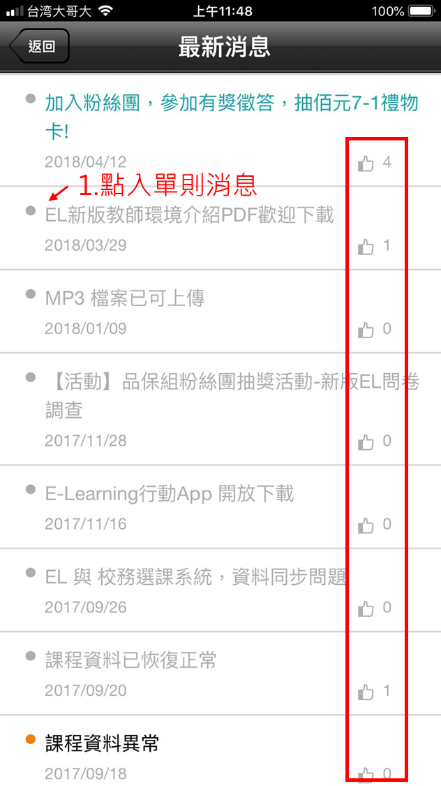 台湾大哥大 上午11:48 100%
返回 最新消息
加入粉絲團，參加有獎徵答，抽佰元7-1禮物
卡!
2018/04/12 4
1.點入單則消息
EL新版教師環境介紹PDF歡迎下載
2018/03/29 1
MP3 檔案已可上傳
2018/01/09 0
【活動】品保組粉絲團抽獎活動-新版EL問卷
調查
2017/11/28 0
E-Learning行動App 開放下載
2017/11/16 0
EL 與 校務選課系統，資料同步問題
2017/09/26 0
課程資料已恢復正常
2017/09/20 1
課程資料異常
2017/09/18 0